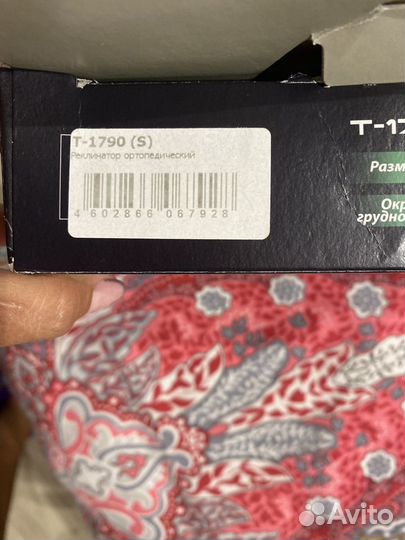 T-1790 (S)
Реклинатор ортопедический
4 602866 067928
T-17
Разм
Окр
грудно
Avito